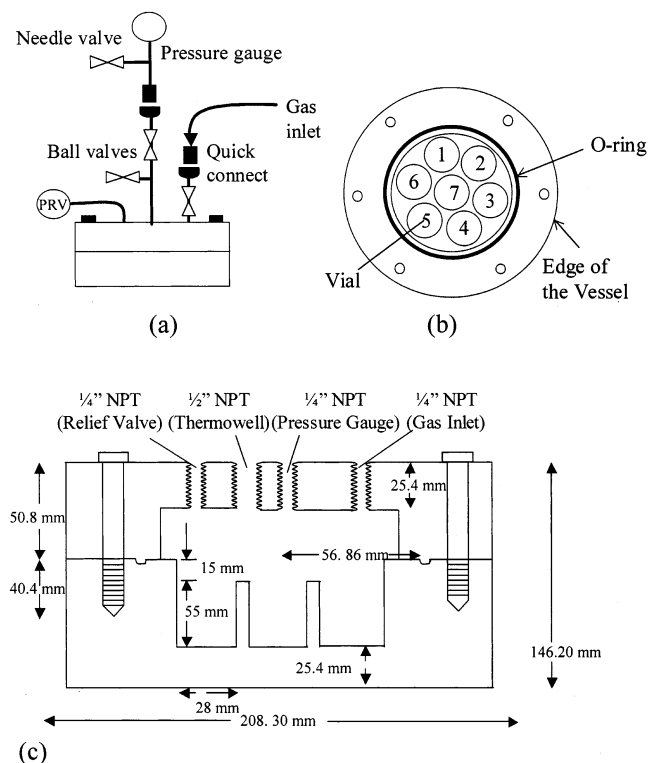 Needle valve
Pressure gauge
Gas
inlet
Ball valves
Quick
connect
PRV
(a)
1
2
3
4
5
6
7
O-ring
Vial
Edge of
the Vessel
(b)
¼” NPT
½” NPT
¼” NPT
¼” NPT
(Relief Valve)
(Thermowell)
(Pressure Gauge)
(Gas Inlet)
50.8 mm
25.4 mm
40.4 mm
15 mm
56. 86 mm
55 mm
25.4 mm
146.20 mm
28 mm
208. 30 mm
(c)